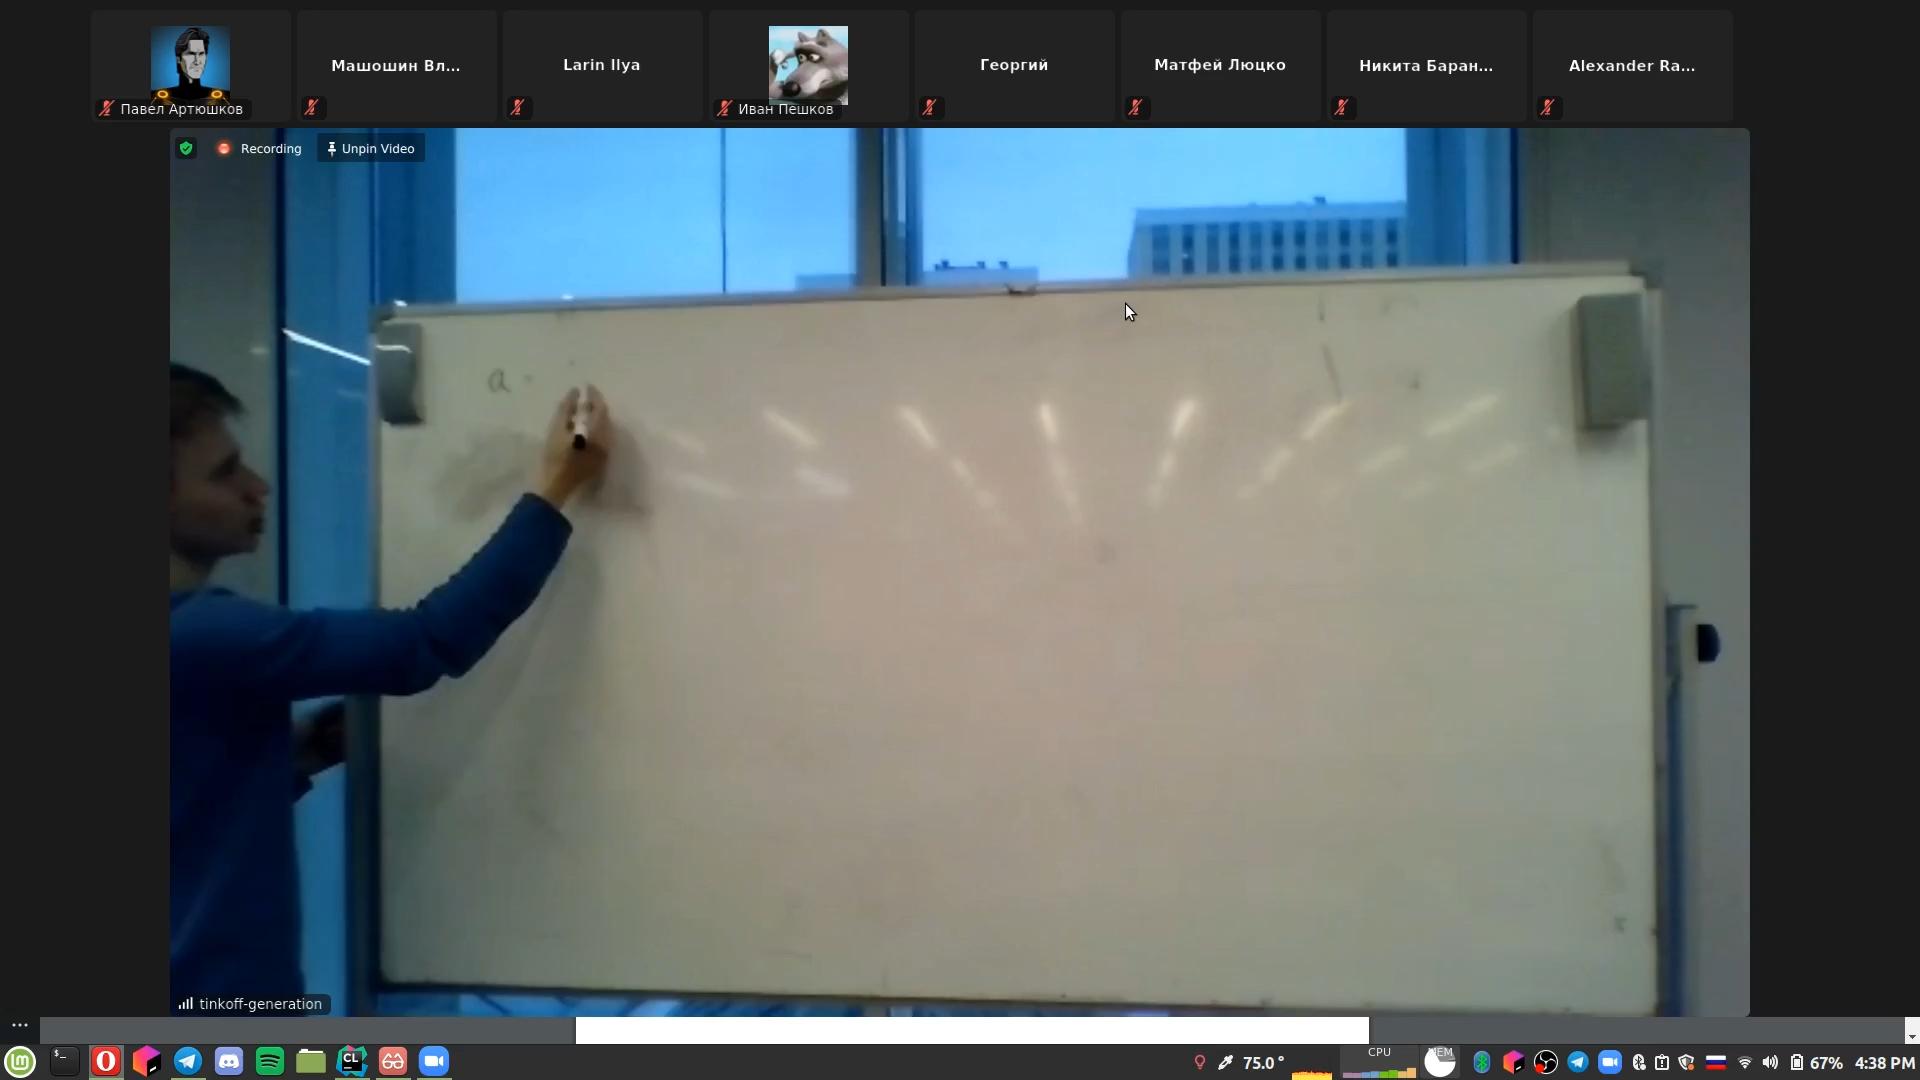 Машошин Вл...
Larin Ilya
Георгий
Матфей Люцко
Никита Баран...
Alexander Ra...
Павел Артюшков
Иван Пешков
Recording
Unpin Video
a
tinkoff-generation
...
$_
CL
75.0°
CPU
MEM
67%
4:38 PM